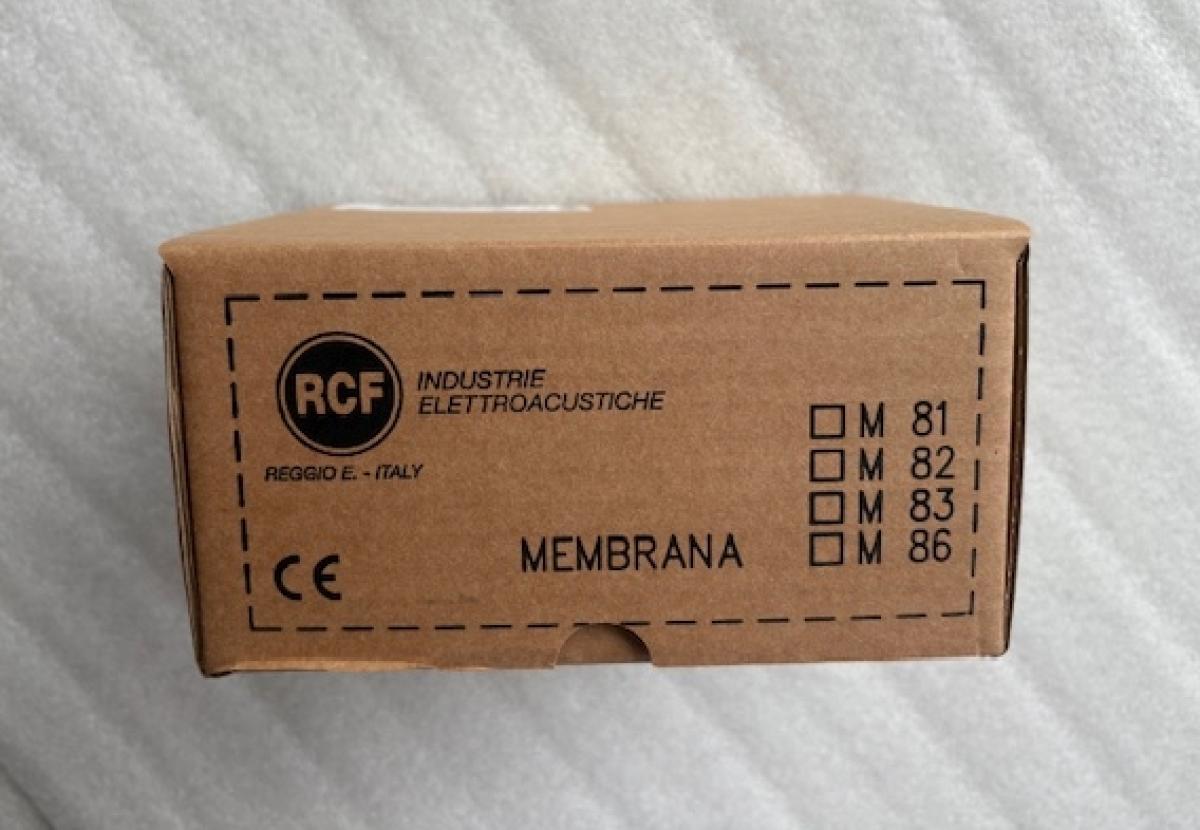 RCF
INDUSTRIE
ELETTROACUSTICHE
REGGIO E. - ITALY
M 81
M 82
M 83
M 86
MEMBRANA
CE